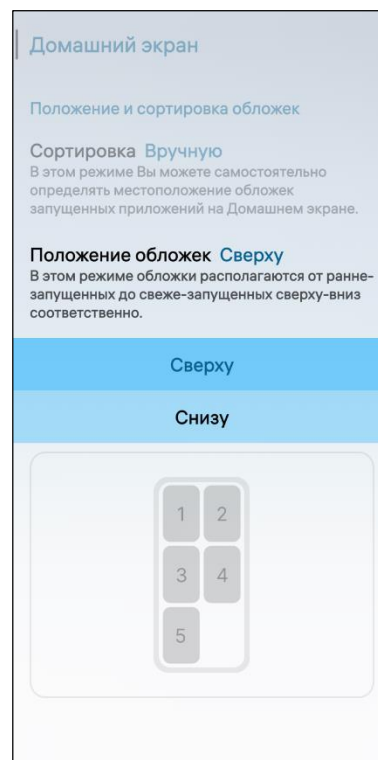 Домашний экран
Положение и сортировка обложек
Сортировка Вручную
В этом режиме Вы можете самостоятельно
определять местоположение обложек
запущенных приложений на Домашнем экране.
Положение обложек Сверху
В этом режиме обложки располагаются от ранне-
запущенных до свеже-запущенных сверху-вниз
соответственно.
Сверху
Снизу
1 2
3 4
5